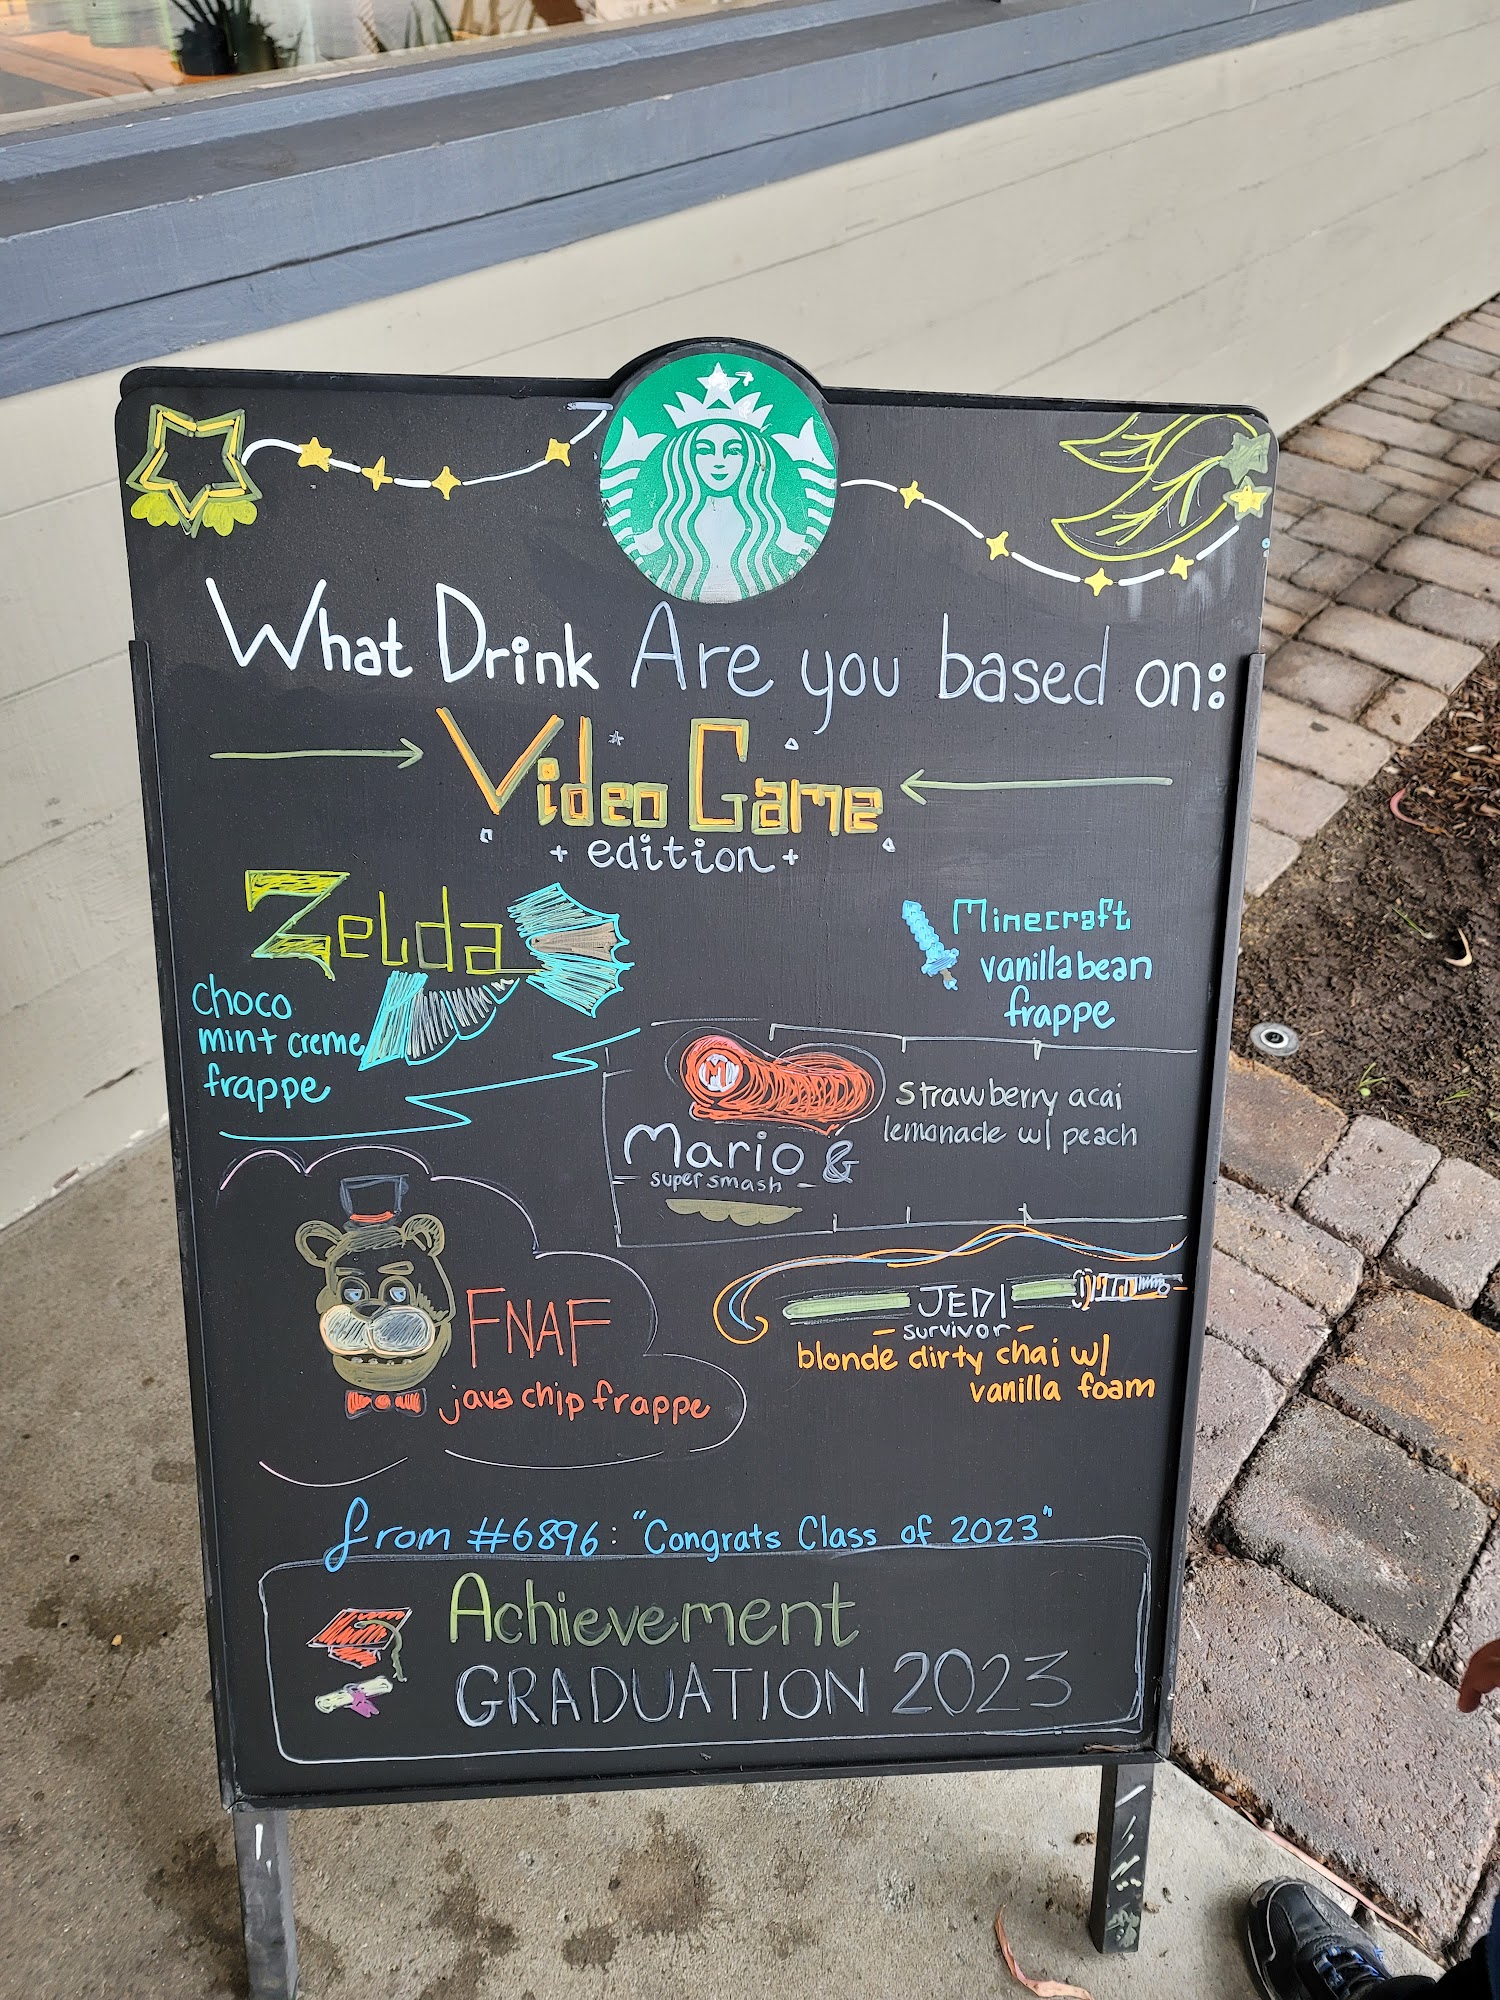 What Drink Are you based on:
Video Game
+ edition +
Zelda
choco
mint creme
frappe
Minecraft
vanilla bean
frappe
M
Mario &
super smash
strawberry acai
lemonade w/ peach
FNAF
java chip frappe
JEDI
- survivor -
blonde dirty chai w/
vanilla foam
from #6896: "Congrats Class of 2023"
Achievement
GRADUATION 2023